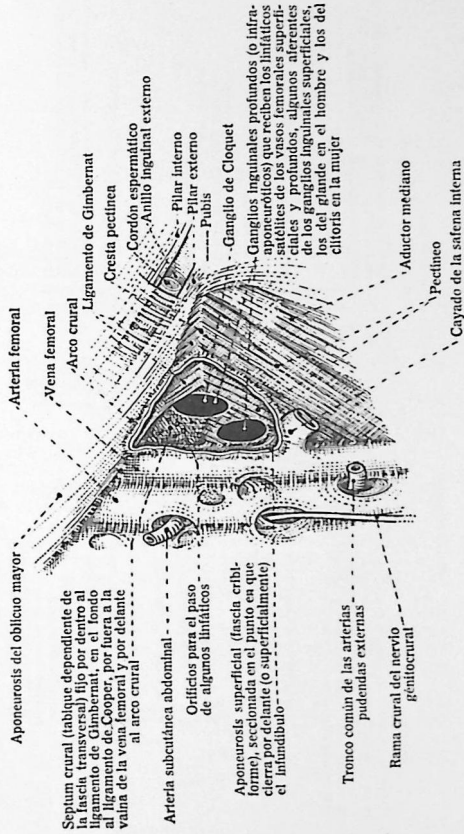 Aponeurosis del oblicuo mayor
Septum crural (tabique dependiente de
la fascia transversal) fijo por dentro al
ligamento de Gimbernat, en el fondo
al ligamento de Cooper, por fuera a la
vaina de la vena femoral y por delante
al arco crural
Arteria subcutánea abdominal
Orificios para el paso
de algunos linfáticos
Aponeurosis superficial (fascia cribi-
forme), seccionada en el punto en que
cierra por delante (o superficialmente)
el infundíbulo
Tronco común de las arterias
pudendas externas
Rama crural del nervio
génitocrural
Arteria femoral
Vena femoral
Arco crural
Ligamento de Gimbernat
Cresta pectínea
Cordón espermático
Anillo inguinal externo
Pilar interno
Pilar externo
Pubis
Ganglio de Cloquet
Ganglios inguinales profundos (o infra-
aponeuróticos) que reciben los linfáticos
satélites de los vasos femorales superfi-
ciales y profundos, algunos aferentes
de los ganglios inguinales superficiales,
los del glande en el hombre y los del
clítoris en la mujer
Aductor mediano
Pectíneo
Cayado de la safena interna